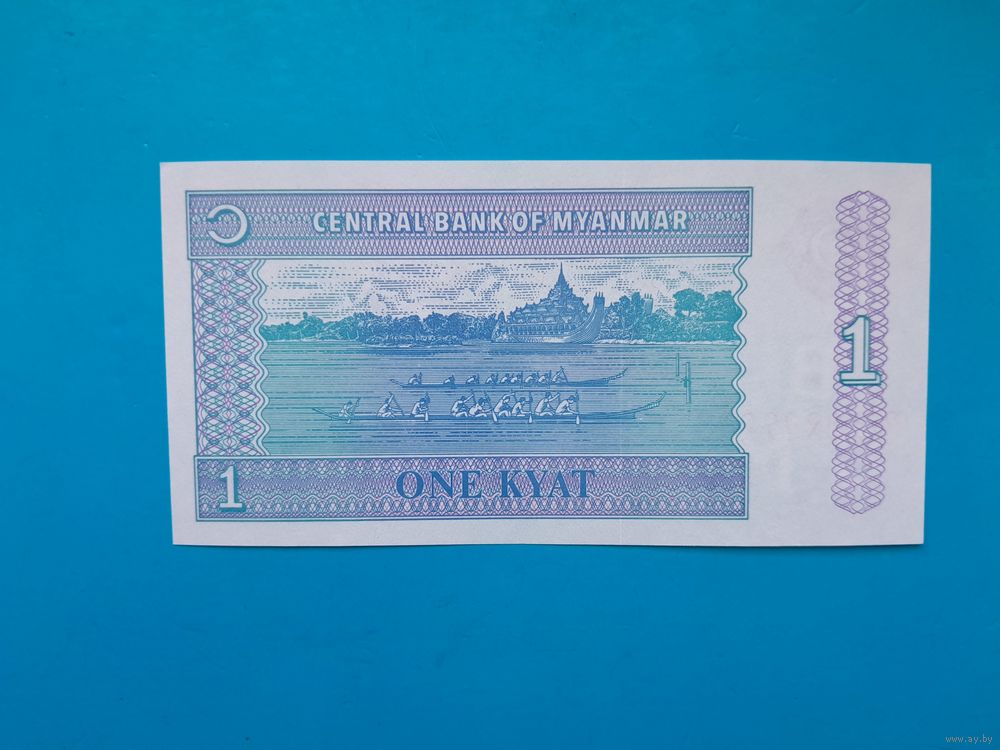 ၁
CENTRAL BANK OF MYANMAR
1
1
ONE KYAT
www.ay.by